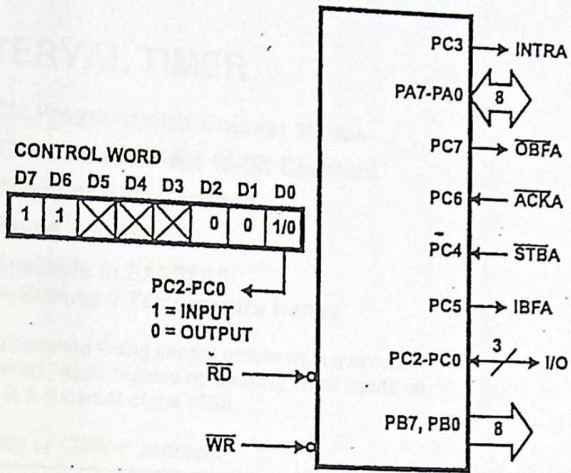 TERVAL TIMER
CONTROL WORD
D7 D6 D5 D4 D3 D2 D1 D0
1 1 0 0 1/0
PC2-PC0
1 = INPUT
0 = OUTPUT
RD
WR
PC3 INTRA
PA7-PA0 8
PC7 OBFA
PC6 ACKA
PC4 STBA
PC5 IBFA
PC2-PC0 3 I/O
PB7, PB0 8